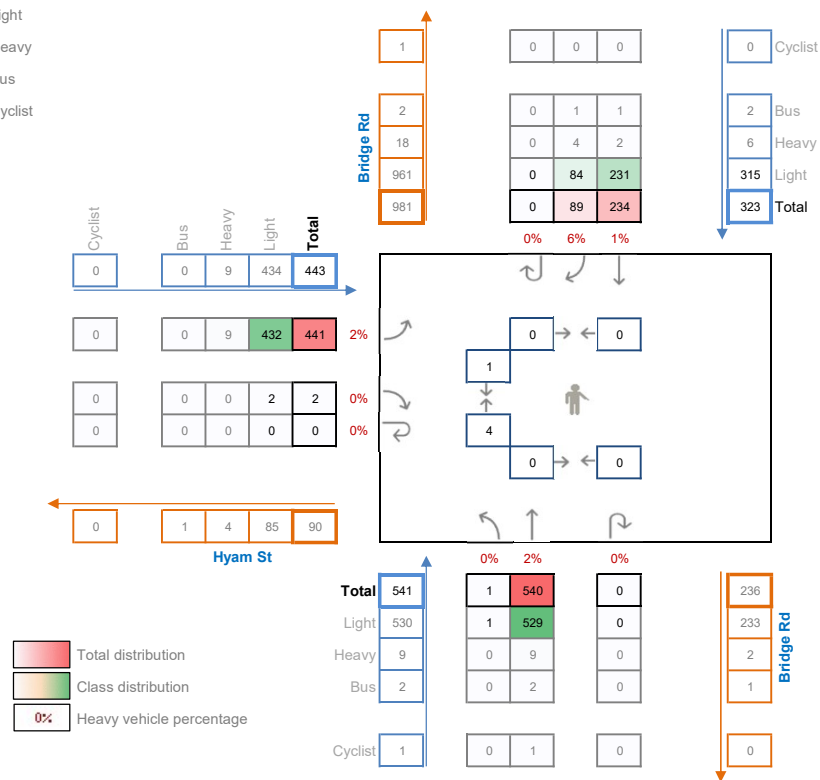 ight
eavy
us
yclist
1 0 0 0 0 Cyclist
2 0 1 1 2 Bus
18 0 4 2 6 Heavy
961 0 84 231 315 Light
981 0 89 234 323 Total
Bridge Rd
0% 6% 1%
Cyclist Bus Heavy Light Total
0 0 9 434 443
0 0 9 432 441 2%
0 0
1
0 0 0 2 2 0%
0 0 0 0 0 0%
4
0 0
0 1 4 85 90
Hyam St
0% 2% 0%
Total 541 1 540 0 236
Light 530 1 529 0 233
Heavy 9 0 9 0 2
Bus 2 0 2 0 1
Cyclist 1 0 1 0 0
Bridge Rd
Total distribution
Class distribution
0% Heavy vehicle percentage